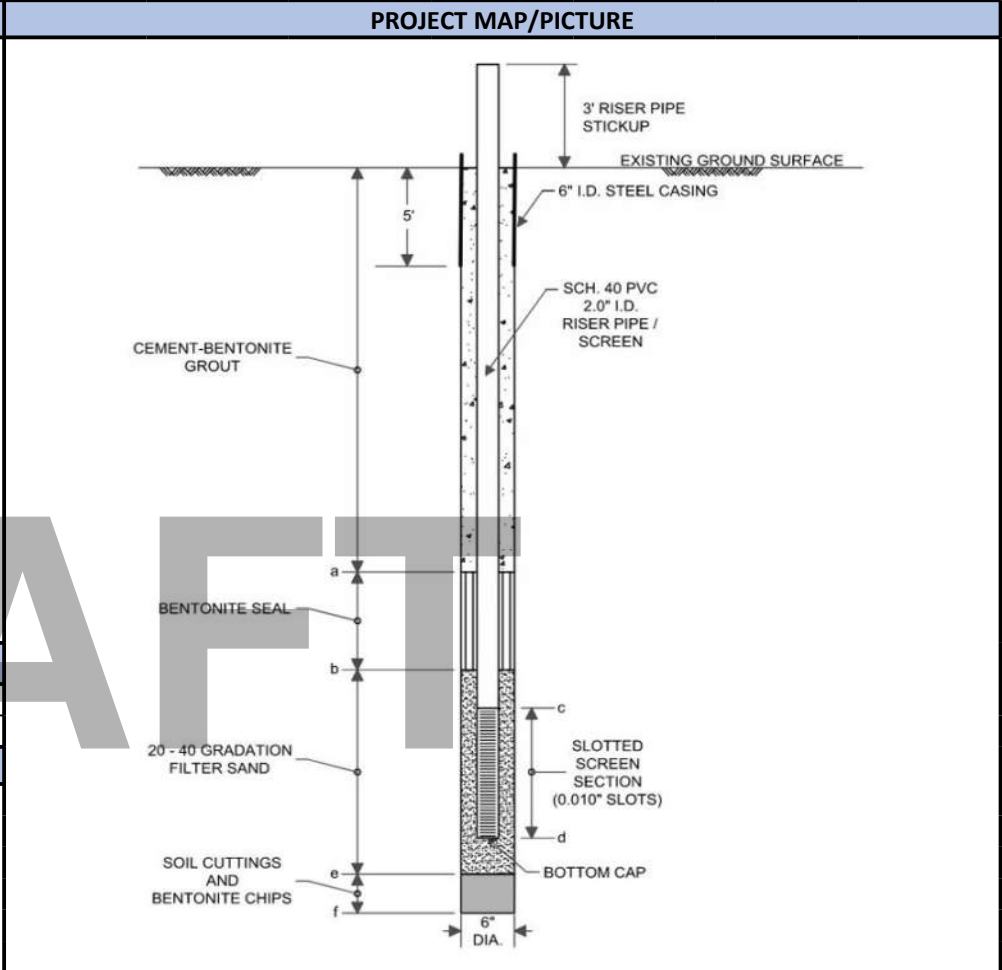 PROJECT MAP/PICTURE
3' RISER PIPE
STICKUP
EXISTING GROUND SURFACE
6" I.D. STEEL CASING
5'
SCH. 40 PVC
2.0" I.D.
RISER PIPE /
SCREEN
CEMENT-BENTONITE
GROUT
a
BENTONITE SEAL
b
c
20 - 40 GRADATION
FILTER SAND
SLOTTED
SCREEN
SECTION
(0.010" SLOTS)
d
SOIL CUTTINGS
AND
BENTONITE CHIPS
e
BOTTOM CAP
f
6"
DIA.
AFT